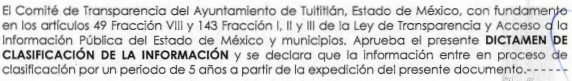 El Comité de Transparencia del Ayuntamiento de Tultitlán, Estado de México, con fundamento
en los artículos 49 Fracción VIII y 143 Fracción I, II y III de la Ley de Transparencia y Acceso a la
Información Pública del Estado de México y municipios. Aprueba el presente DICTAMEN DE
CLASIFICACIÓN DE LA INFORMACIÓN y se declara que la información entre en proceso de
clasificación por un periodo de 5 años a partir de la expedición del presente documento.-----